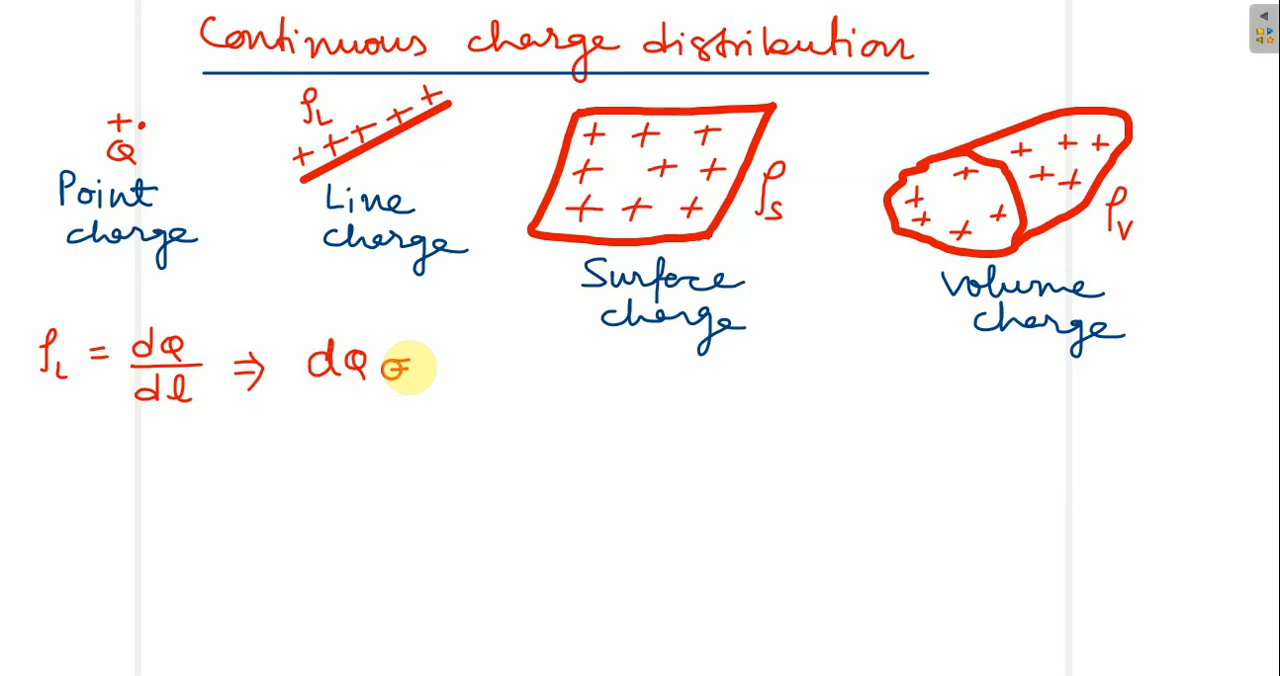 Continuous charge distribution
+
Q
Point
charge
ρL
+ + + + +
Line
charge
+ + +
+ + +
+ + +
ρs
Surface
charge
+ + +
+ + +
+ + + + +
ρv
Volume
charge
ρL = dQ/dl ⇒ dQ =